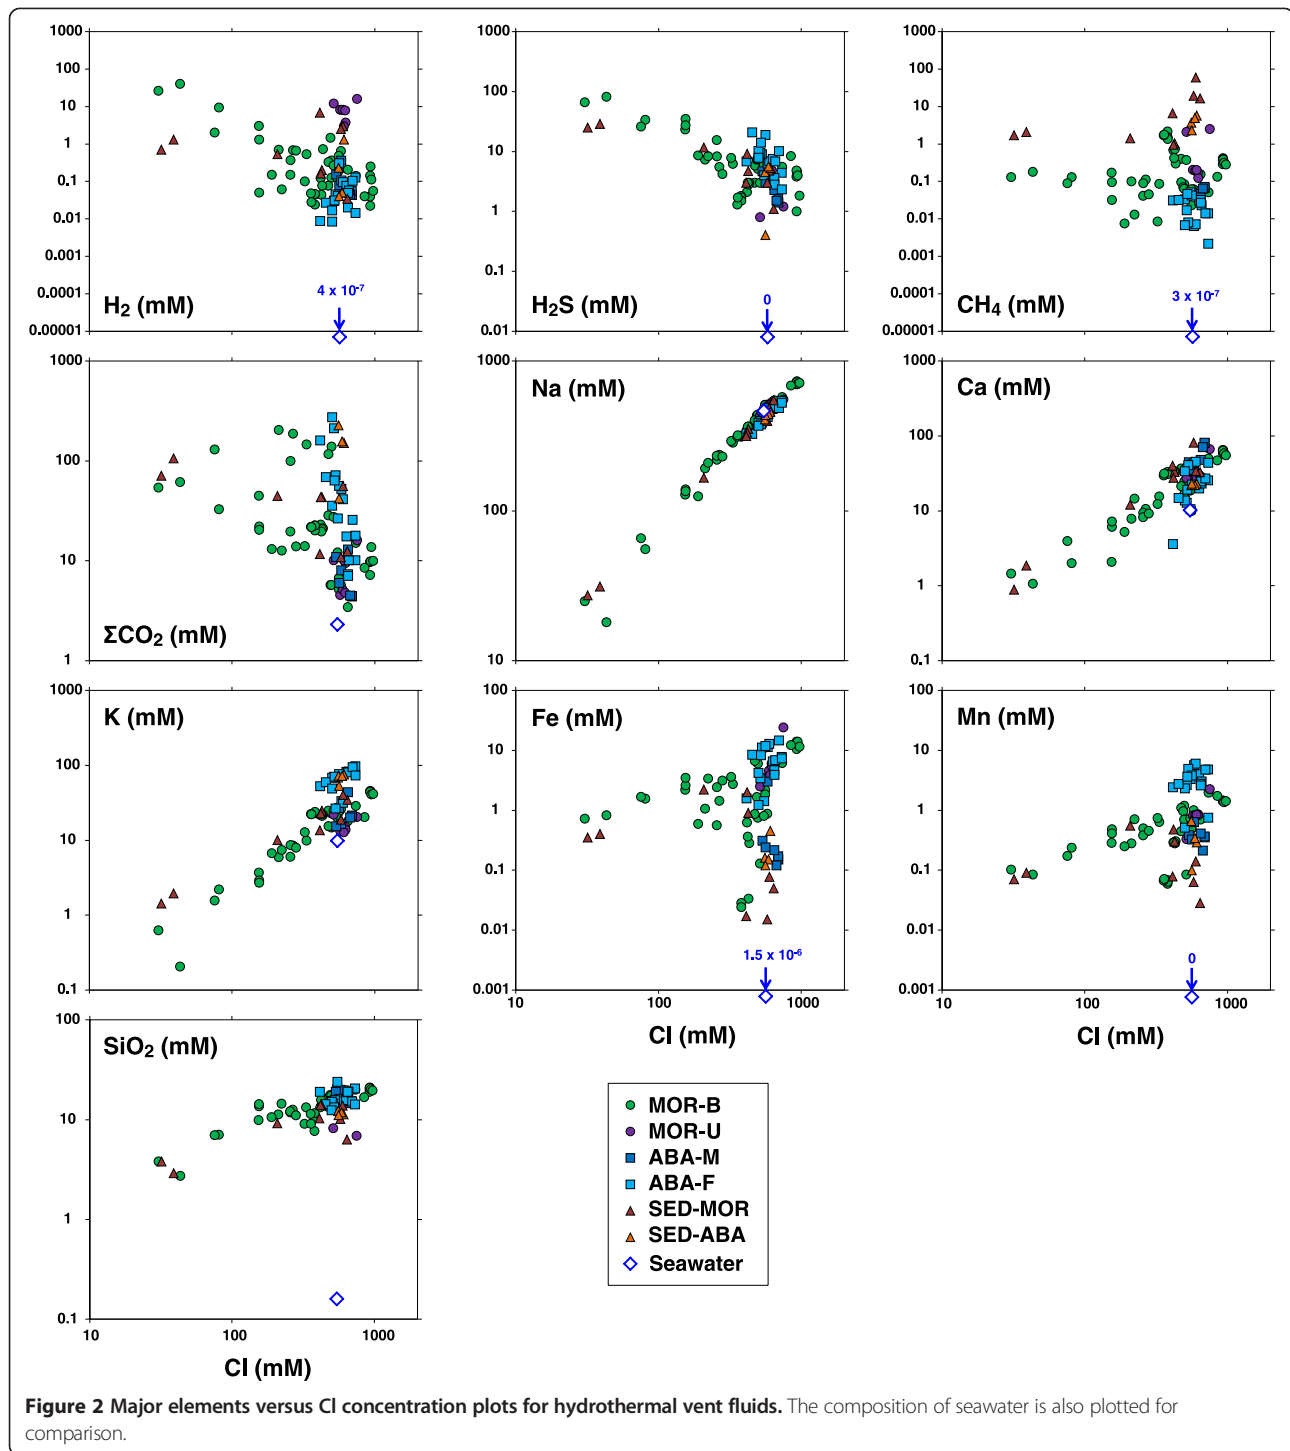 1000
100
10
1
0.1
0.01
0.001
0.0001
0.00001
H₂ (mM)
4 x 10⁻⁷
1000
100
10
1
0.1
0.01
H₂S (mM)
0
1000
100
10
1
0.1
0.01
0.001
0.0001
0.00001
CH₄ (mM)
3 x 10⁻⁷
1000
100
10
1
ΣCO₂ (mM)
1000
100
10
Na (mM)
1000
100
10
1
0.1
Ca (mM)
1000
100
10
1
0.1
K (mM)
100
10
1
0.1
0.01
0.001
Fe (mM)
1.5 x 10⁻⁶
10 100 1000
Cl (mM)
100
10
1
0.1
0.01
0.001
Mn (mM)
0
10 100 1000
Cl (mM)
100
10
1
0.1
SiO₂ (mM)
10 100 1000
Cl (mM)
MOR-B
MOR-U
ABA-M
ABA-F
SED-MOR
SED-ABA
Seawater
Figure 2 Major elements versus Cl concentration plots for hydrothermal vent fluids. The composition of seawater is also plotted for
comparison.